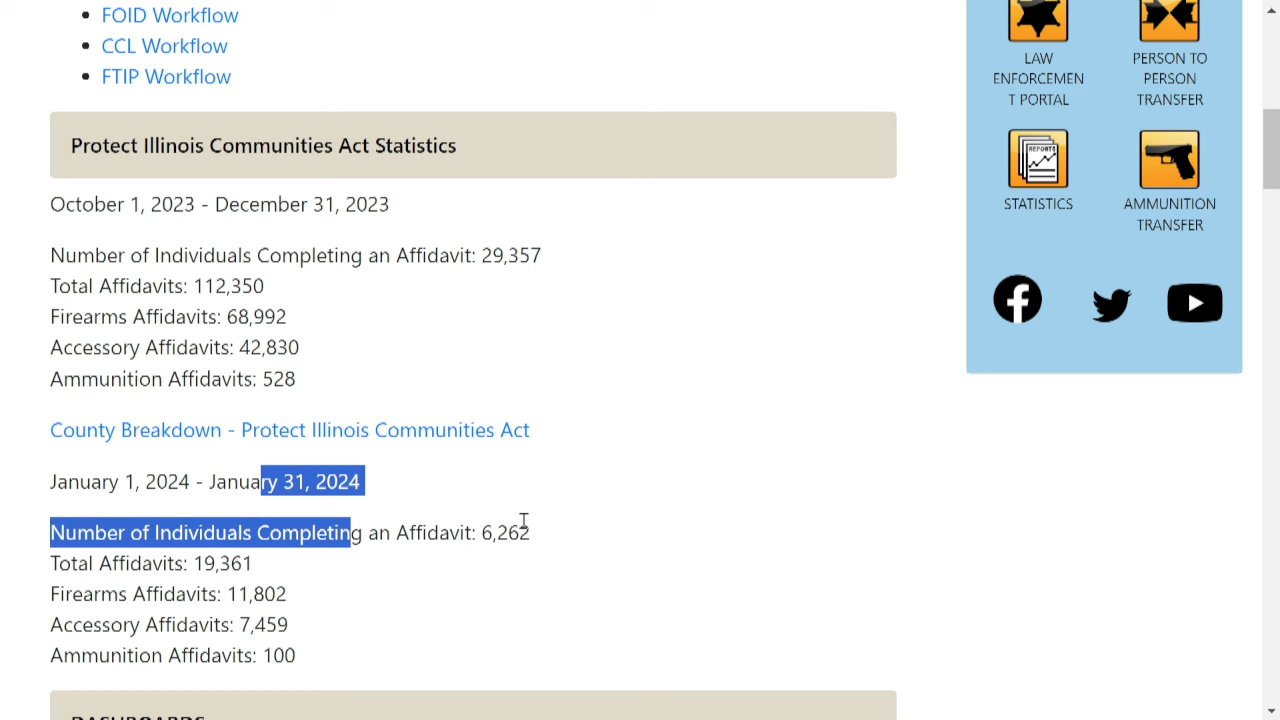 FOID Workflow
CCL Workflow
FTIP Workflow
Protect Illinois Communities Act Statistics
October 1, 2023 - December 31, 2023
Number of Individuals Completing an Affidavit: 29,357
Total Affidavits: 112,350
Firearms Affidavits: 68,992
Accessory Affidavits: 42,830
Ammunition Affidavits: 528
County Breakdown - Protect Illinois Communities Act
January 1, 2024 - January 31, 2024
Number of Individuals Completing an Affidavit: 6,262
Total Affidavits: 19,361
Firearms Affidavits: 11,802
Accessory Affidavits: 7,459
Ammunition Affidavits: 100
DASHBOARDS
LAW
ENFORCEMEN
T PORTAL
PERSON TO
PERSON
TRANSFER
REPORTS
STATISTICS
AMMUNITION
TRANSFER